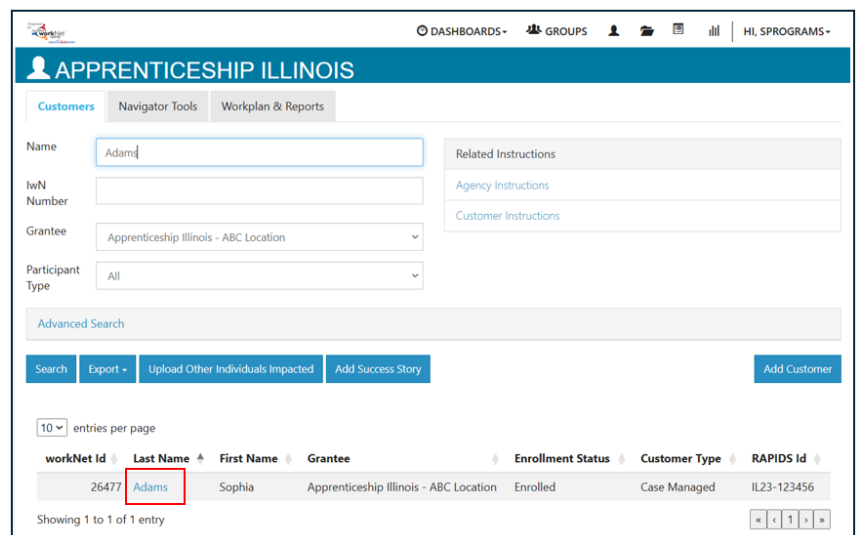 workNet
DASHBOARDS GROUPS HI, SPROGRAMS
APPRENTICESHIP ILLINOIS
Customers Navigator Tools Workplan & Reports
Name Adams
IwN Number
Grantee Apprenticeship Illinois - ABC Location
Participant Type All
Related Instructions
Agency Instructions
Customer Instructions
Advanced Search
Search Export Upload Other Individuals Impacted Add Success Story Add Customer
10 entries per page
workNet Id Last Name First Name Grantee Enrollment Status Customer Type RAPIDS Id
26477 Adams Sophia Apprenticeship Illinois - ABC Location Enrolled Case Managed IL23-123456
Showing 1 to 1 of 1 entry « ‹ 1 › »